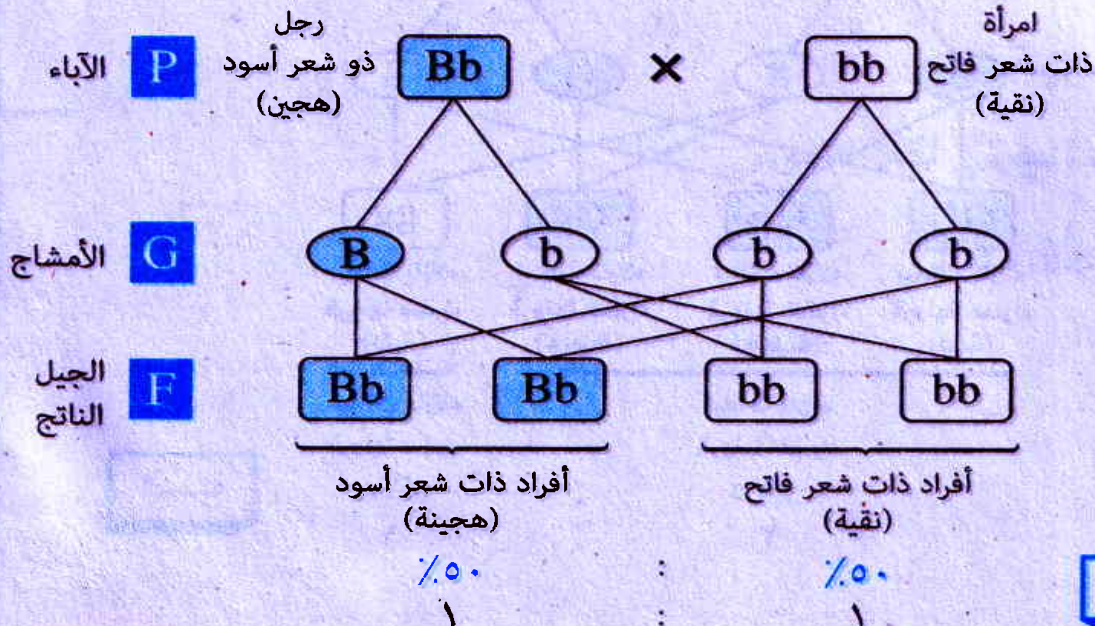 رجل
ذو شعر أسود
(هجين)
امرأة
ذات شعر فاتح
(نقية)
الآباء P Bb × bb
الأمشاج G B b b b
الجيل
الناتج
F Bb Bb bb bb
أفراد ذات شعر أسود
(هجينة)
أفراد ذات شعر فاتح
(نقية)
٥٠٪ : ٥٠٪
١ : ١